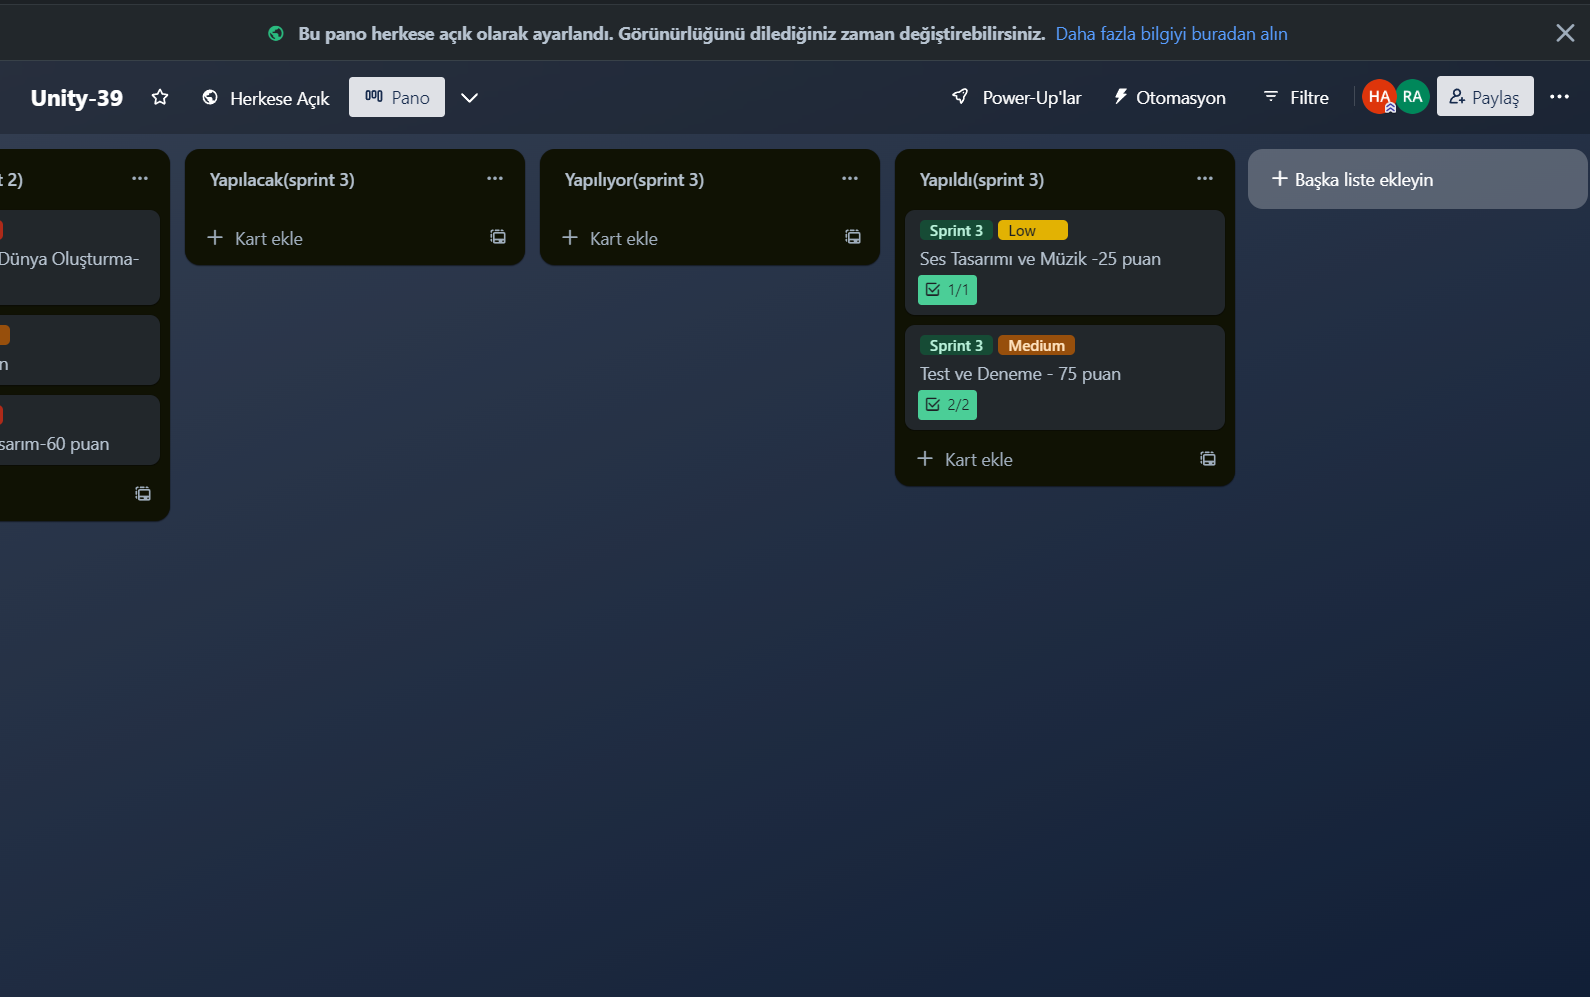 Bu pano herkese açık olarak ayarlandı. Görünürlüğünü dilediğiniz zaman değiştirebilirsiniz. Daha fazla bilgiyi buradan alın
Unity-39
Herkese Açık
Pano
Power-Up'lar
Otomasyon
Filtre
HA
RA
Paylaş
t 2)
Dünya Oluşturma-
n
sarım-60 puan
Yapılacak(sprint 3)
Kart ekle
Yapılıyor(sprint 3)
Kart ekle
Yapıldı(sprint 3)
Sprint 3 Low
Ses Tasarımı ve Müzik -25 puan
1/1
Sprint 3 Medium
Test ve Deneme - 75 puan
2/2
Kart ekle
Başka liste ekleyin